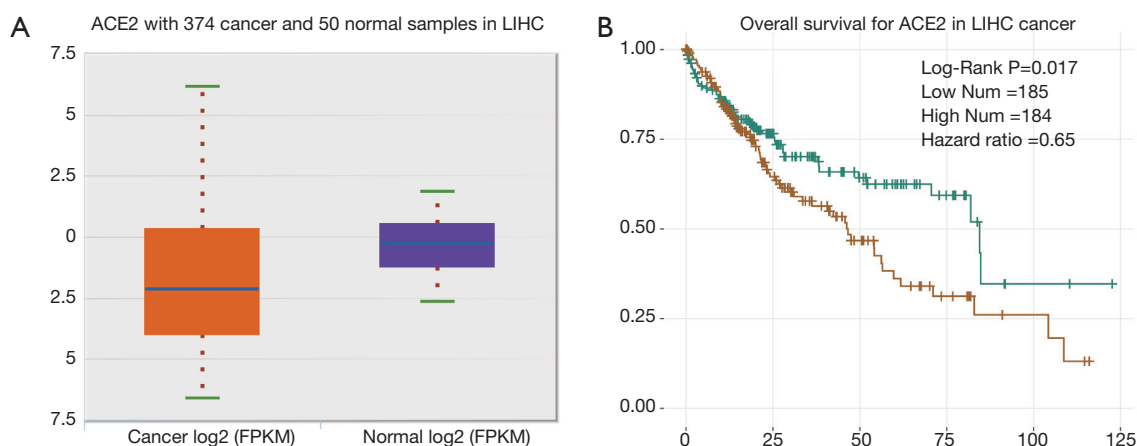 A
ACE2 with 374 cancer and 50 normal samples in LIHC
7.5
5
2.5
0
2.5
5
7.5
Cancer log2 (FPKM)
Normal log2 (FPKM)
B
Overall survival for ACE2 in LIHC cancer
Log-Rank P=0.017
Low Num =185
High Num =184
Hazard ratio =0.65
1.00
0.75
0.50
0.25
0.00
0
25
50
75
100
125